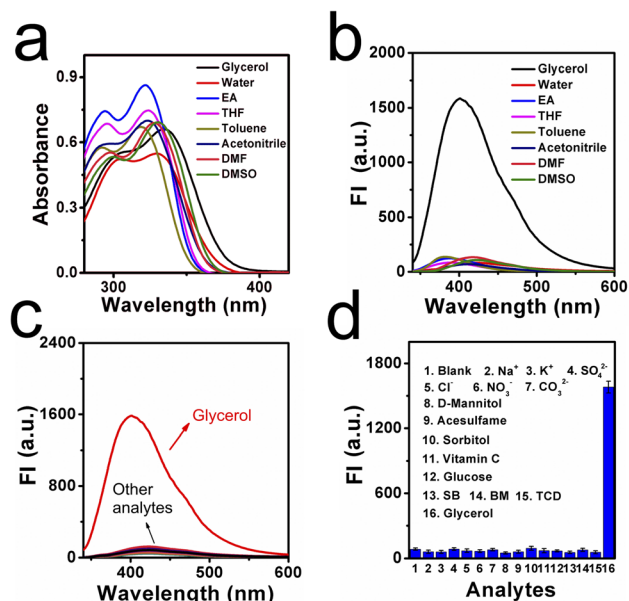 a
0.9
0.6
0.3
0.0
Absorbance
300
400
Wavelength (nm)
Glycerol
Water
EA
THF
Toluene
Acetonitrile
DMF
DMSO
b
2000
1500
1000
500
0
FI (a.u.)
400
500
600
Wavelength (nm)
Glycerol
Water
EA
THF
Toluene
Acetonitrile
DMF
DMSO
c
2400
1600
800
0
FI (a.u.)
400
500
600
Wavelength (nm)
Glycerol
Other
analytes
d
1800
1200
600
0
FI (a.u.)
1. Blank 2. Na⁺ 3. K⁺ 4. SO₄²⁻
5. Cl⁻ 6. NO₃⁻ 7. CO₃²⁻
8. D-Mannitol
9. Acesulfame
10. Sorbitol
11. Vitamin C
12. Glucose
13. SB 14. BM 15. TCD
16. Glycerol
1 2 3 4 5 6 7 8 9 10 11 12 13 14 15 16
Analytes